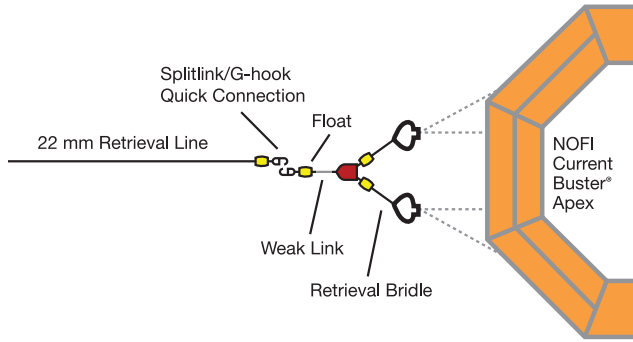 Splitlink/G-hook
Quick Connection
Float
22 mm Retrieval Line
NOFI
Current
Buster®
Apex
Weak Link
Retrieval Bridle